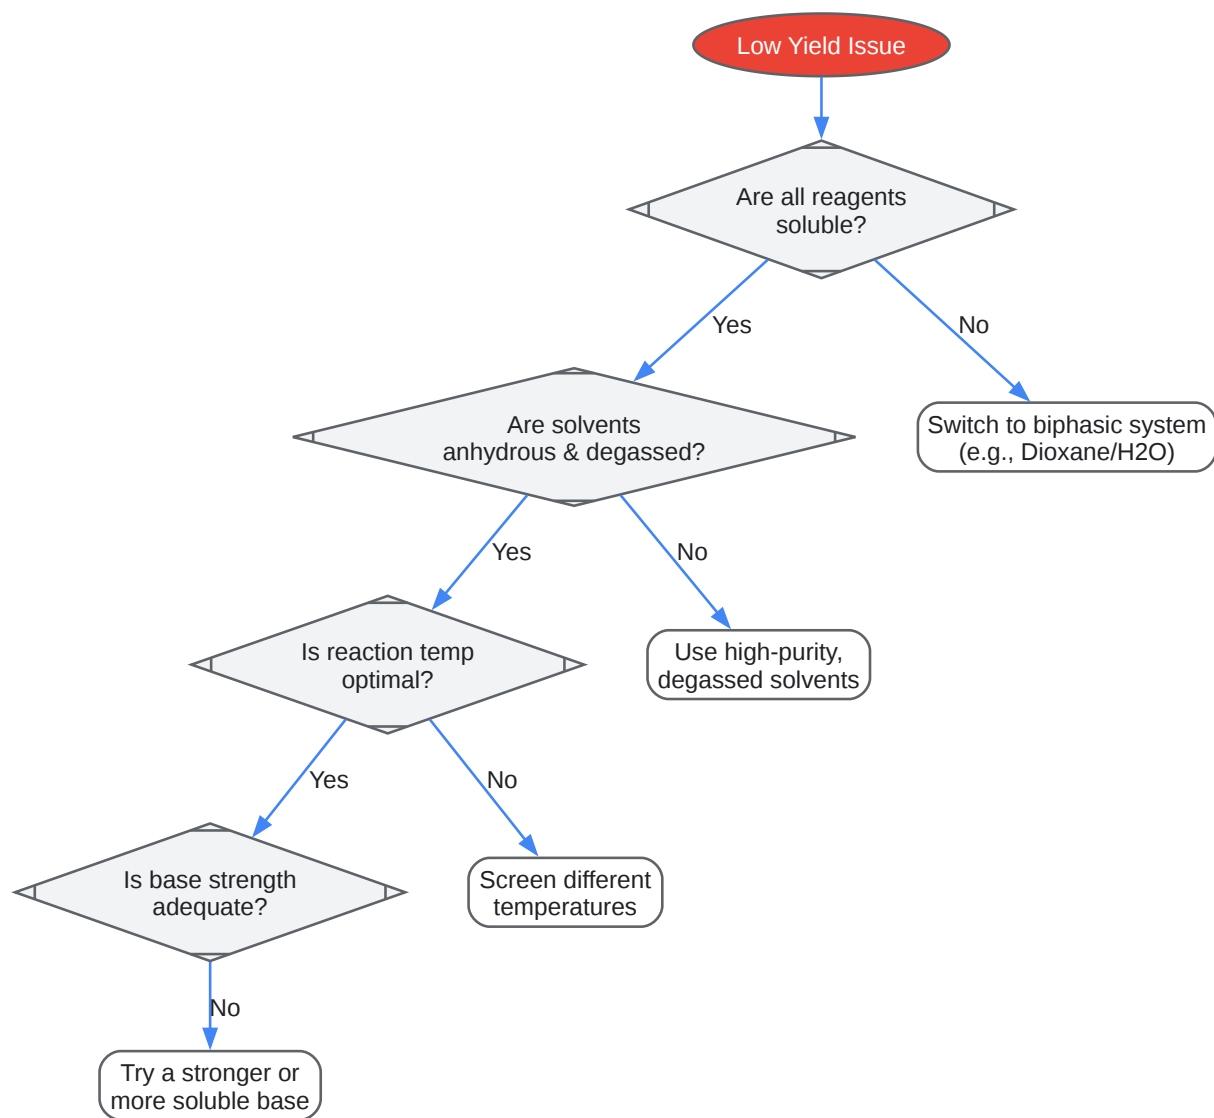 Low Yield Issue
Are all reagents
soluble?
Yes
No
Are solvents
anhydrous & degassed?
Switch to biphasic system
(e.g., Dioxane/H2O)
Yes
No
Is reaction temp
optimal?
Use high-purity,
degassed solvents
Yes
No
Is base strength
adequate?
Screen different
temperatures
No
Try a stronger or
more soluble base